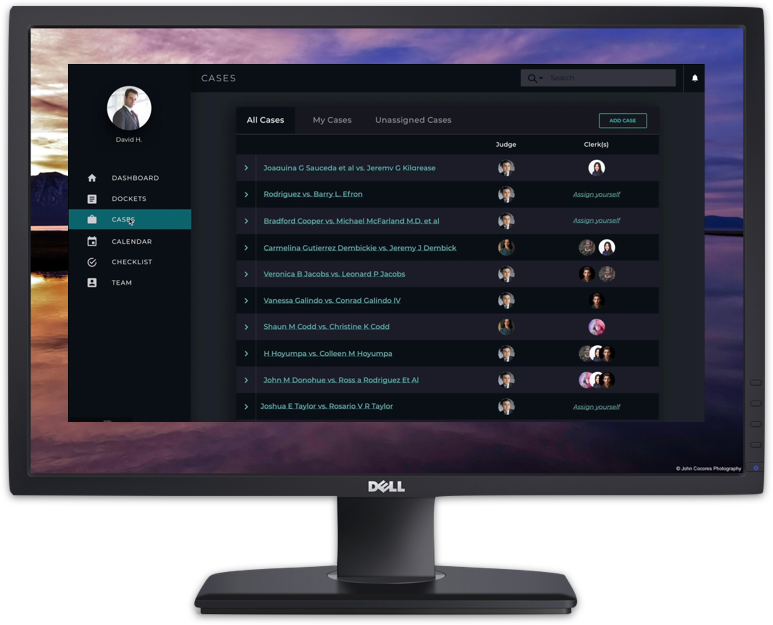 CASES
Search
David H.
DASHBOARD
DOCKETS
CASES
CALENDAR
CHECKLIST
TEAM
All Cases
My Cases
Unassigned Cases
ADD CASE
Judge
Clerk(s)
Joaquina G Sauceda et al vs. Jeremy G Kilgrease
Rodriguez vs. Barry L. Efron
Assign yourself
Bradford Cooper vs. Michael McFarland M.D. et al
Assign yourself
Carmelina Gutierrez Dembickie vs. Jeremy J Dembick
Veronica B Jacobs vs. Leonard P Jacobs
Vanessa Galindo vs. Conrad Galindo IV
Shaun M Codd vs. Christine K Codd
H Hoyumpa vs. Colleen M Hoyumpa
John M Donohue vs. Ross a Rodriguez Et Al
Joshua E Taylor vs. Rosario V R Taylor
Assign yourself
© John Cocores Photography
DELL